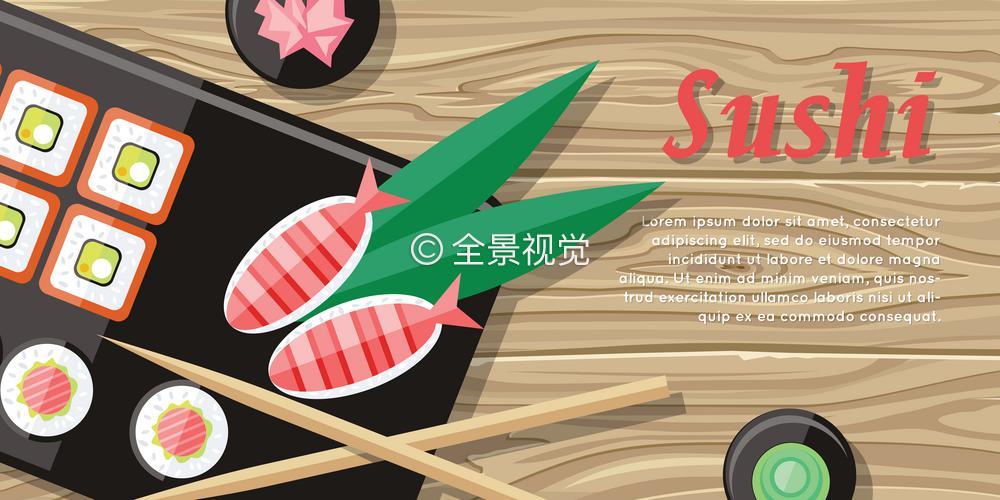 Sushi
Lorem ipsum dolor sit amet, consectetur
adipiscing elit, sed do eiusmod tempor
incididunt ut labore et dolore magna
aliqua. Ut enim ad minim veniam, quis nos-
trud exercitation ullamco laboris nisi ut ali-
quip ex ea commodo consequat.
© 全景视觉